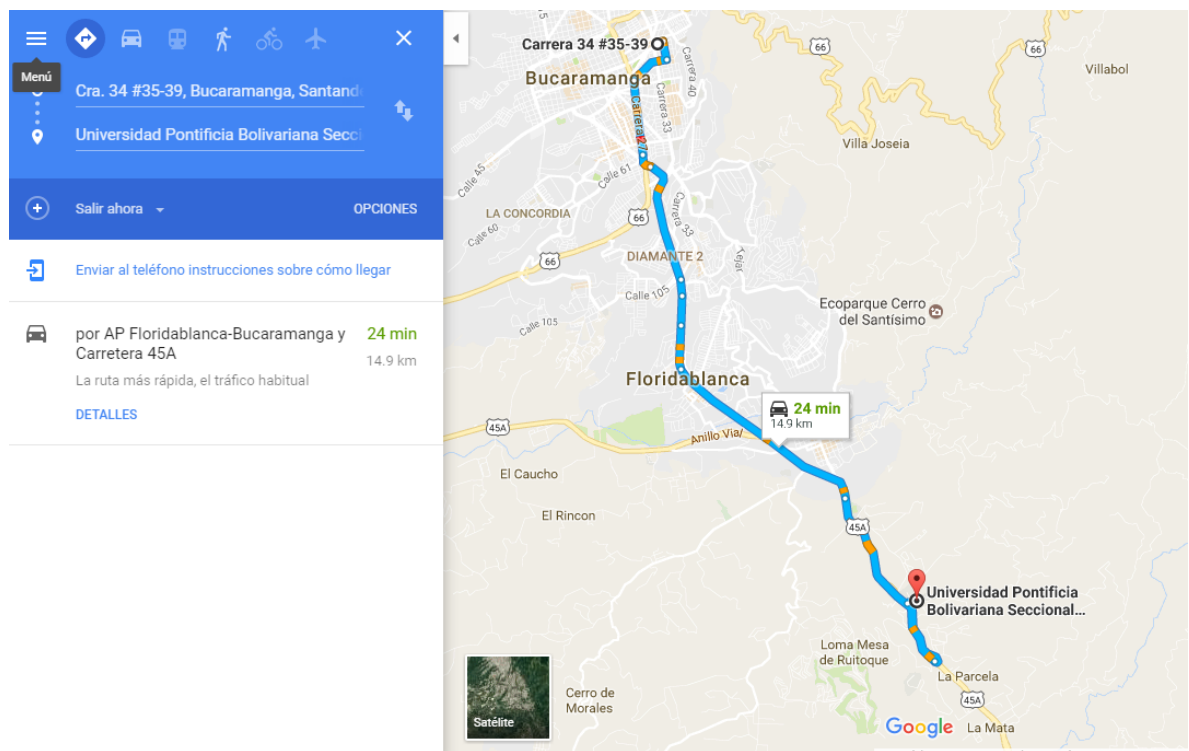 Menú
Cra. 34 #35-39, Bucaramanga, Santand
Universidad Pontificia Bolivariana Secc
Salir ahora
OPCIONES
Enviar al teléfono instrucciones sobre cómo llegar
por AP Floridablanca-Bucaramanga y
Carretera 45A
24 min
14.9 km
La ruta más rápida, el tráfico habitual
DETALLES
Carrera 34 #35-39
Bucaramanga
Carrera 40
Carrera 33
Carrera 27
66
66
Villabol
Villa Joseia
Calle 45
Calle 61
LA CONCORDIA
Calle 60
66
Carrera 33
66
DIAMANTE 2
Tejar
Calle 105
Calle 105
Ecoparque Cerro
del Santísimo
Floridablanca
24 min
14.9 km
45A
Anillo Vial
El Caucho
El Rincon
45A
Universidad Pontificia
Bolivariana Seccional...
Loma Mesa
de Ruitoque
La Parcela
45A
Cerro de
Morales
Satélite
Google
La Mata